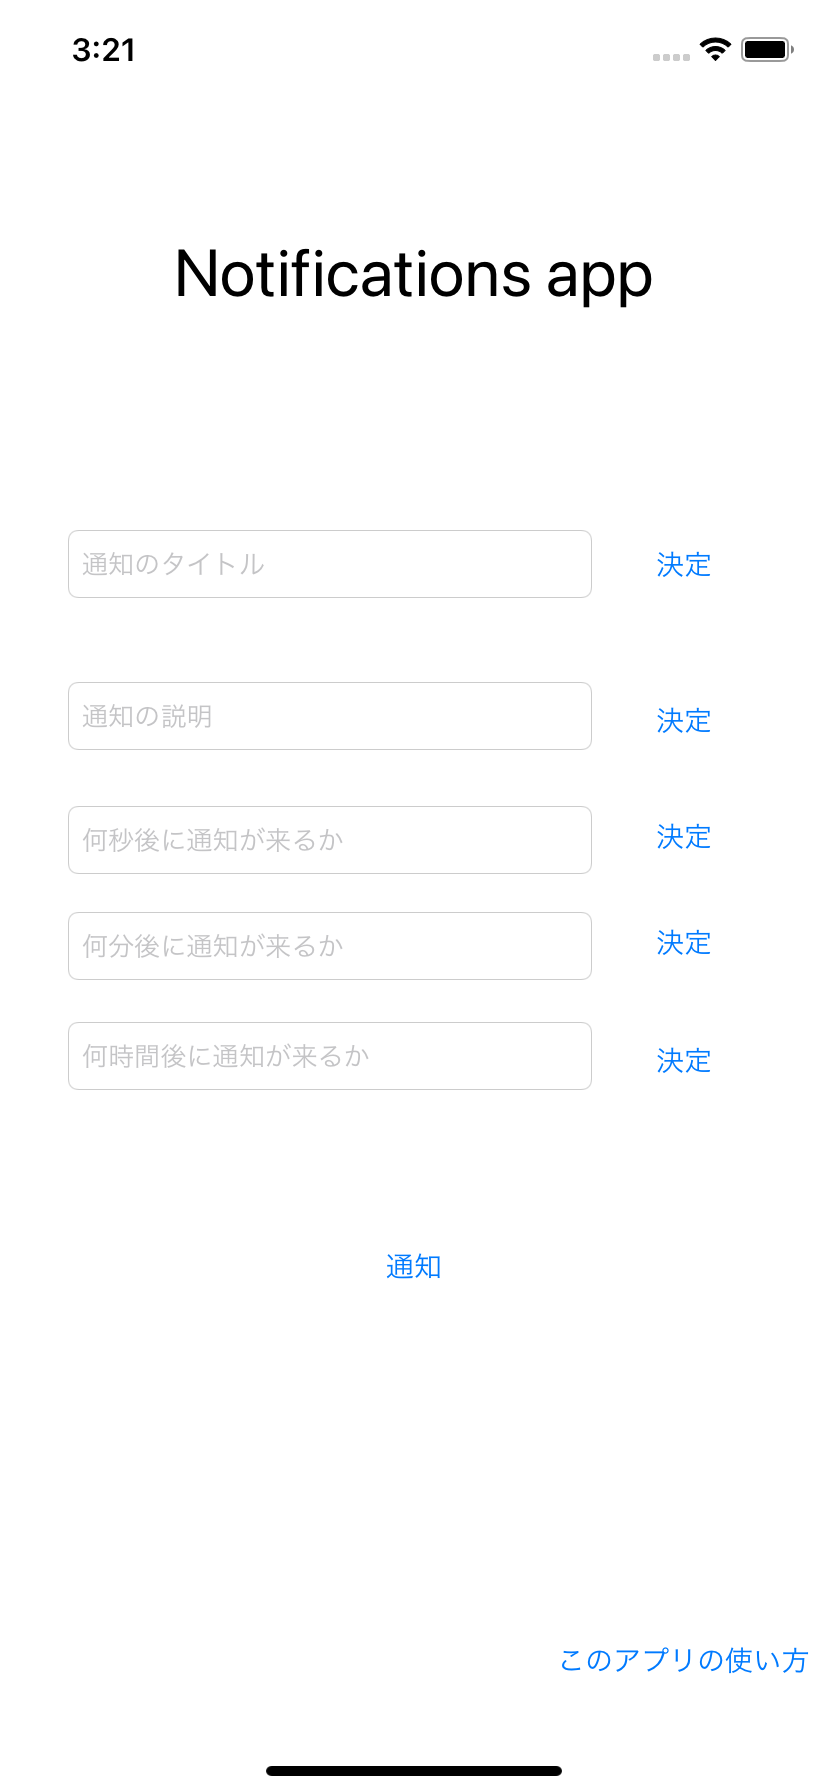 3:21
Notifications app
通知のタイトル 決定
通知の説明 決定
何秒後に通知が来るか 決定
何分後に通知が来るか 決定
何時間後に通知が来るか 決定
通知
このアプリの使い方